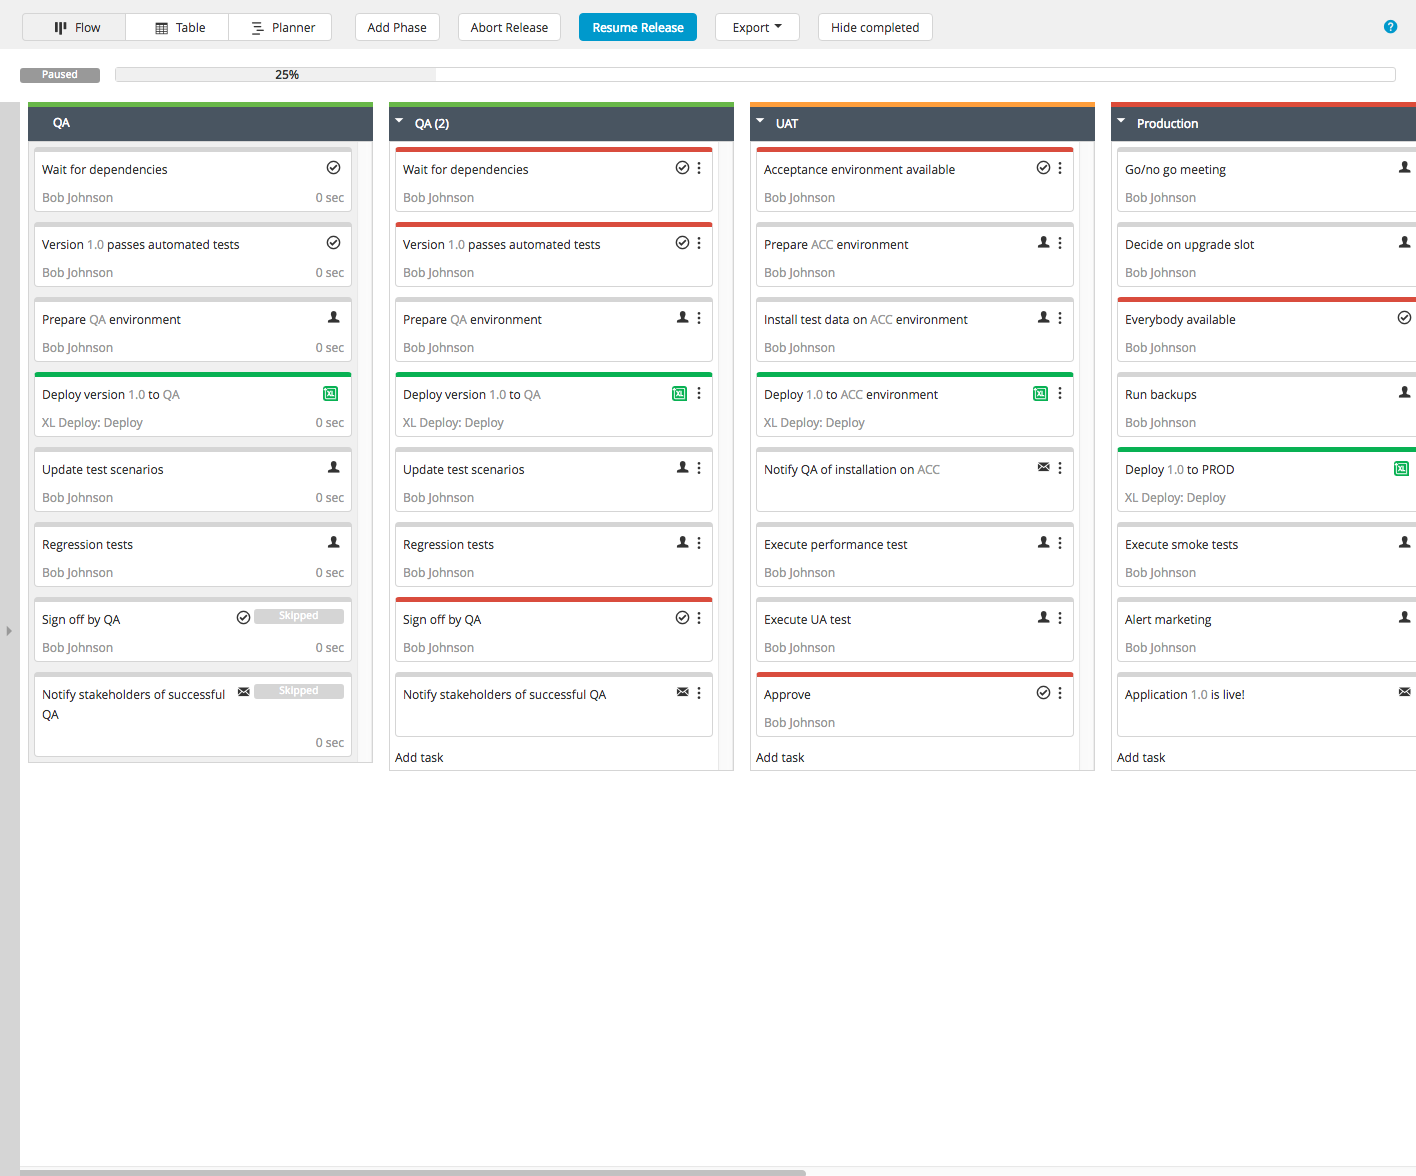 Flow
Table
Planner
Add Phase
Abort Release
Resume Release
Export
Hide completed
?
Paused
25%
QA
Wait for dependencies
Bob Johnson
0 sec
Version 1.0 passes automated tests
Bob Johnson
0 sec
Prepare QA environment
Bob Johnson
0 sec
Deploy version 1.0 to QA
XL
XL Deploy: Deploy
0 sec
Update test scenarios
Bob Johnson
0 sec
Regression tests
Bob Johnson
0 sec
Sign off by QA
Skipped
Bob Johnson
0 sec
Notify stakeholders of successful
QA
Skipped
0 sec
QA (2)
Wait for dependencies
Bob Johnson
Version 1.0 passes automated tests
Bob Johnson
Prepare QA environment
Bob Johnson
Deploy version 1.0 to QA
XL
XL Deploy: Deploy
Update test scenarios
Bob Johnson
Regression tests
Bob Johnson
Sign off by QA
Bob Johnson
Notify stakeholders of successful QA
Add task
UAT
Acceptance environment available
Bob Johnson
Prepare ACC environment
Bob Johnson
Install test data on ACC environment
Bob Johnson
Deploy 1.0 to ACC environment
XL
XL Deploy: Deploy
Notify QA of installation on ACC
Execute performance test
Bob Johnson
Execute UA test
Bob Johnson
Approve
Bob Johnson
Add task
Production
Go/no go meeting
Bob Johnson
Decide on upgrade slot
Bob Johnson
Everybody available
Bob Johnson
Run backups
Bob Johnson
Deploy 1.0 to PROD
XL
XL Deploy: Deploy
Execute smoke tests
Bob Johnson
Alert marketing
Bob Johnson
Application 1.0 is live!
Add task